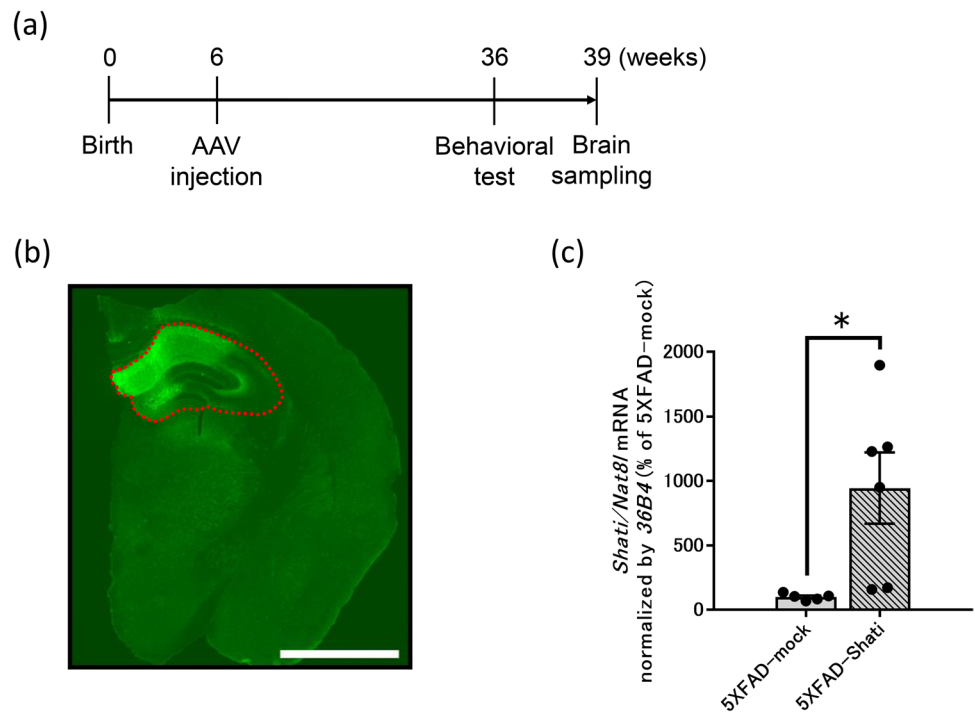 (a)
0 6 36 39 (weeks)
Birth AAV Behavioral Brain
injection test sampling
(b)
(c)
*
Shati/Nat8l mRNA
normalized by 36B4 (% of 5XFAD-mock)
2000
1500
1000
500
0
5XFAD-mock
5XFAD-Shati